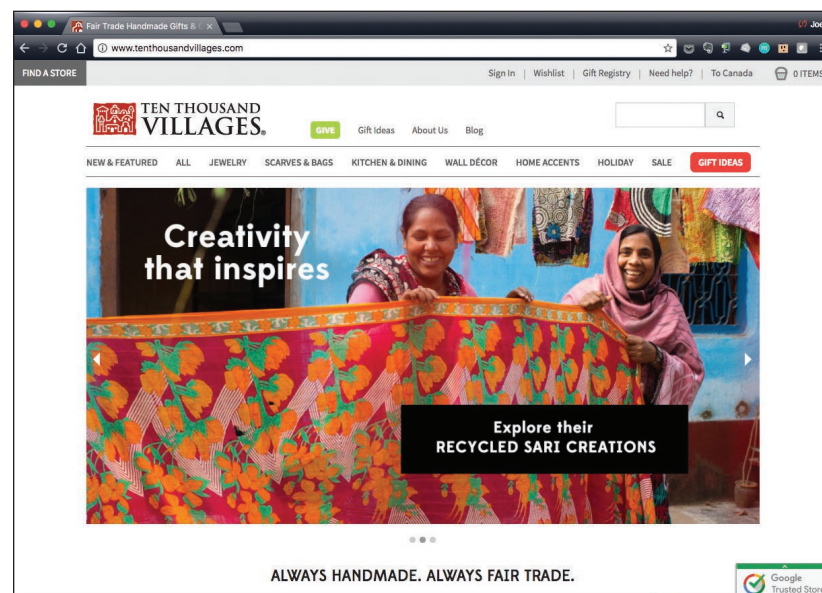 Fair Trade Handmade Gifts &
Joe
www.tenthousandvillages.com
FIND A STORE
Sign In | Wishlist | Gift Registry | Need help? | To Canada
0 ITEMS
TEN THOUSAND
VILLAGES.
GIVE
Gift Ideas About Us Blog
NEW & FEATURED ALL JEWELRY SCARVES & BAGS KITCHEN & DINING WALL DÉCOR HOME ACCENTS HOLIDAY SALE GIFT IDEAS
Creativity
that inspires
Explore their
RECYCLED SARI CREATIONS
ALWAYS HANDMADE. ALWAYS FAIR TRADE.
Google
Trusted Store